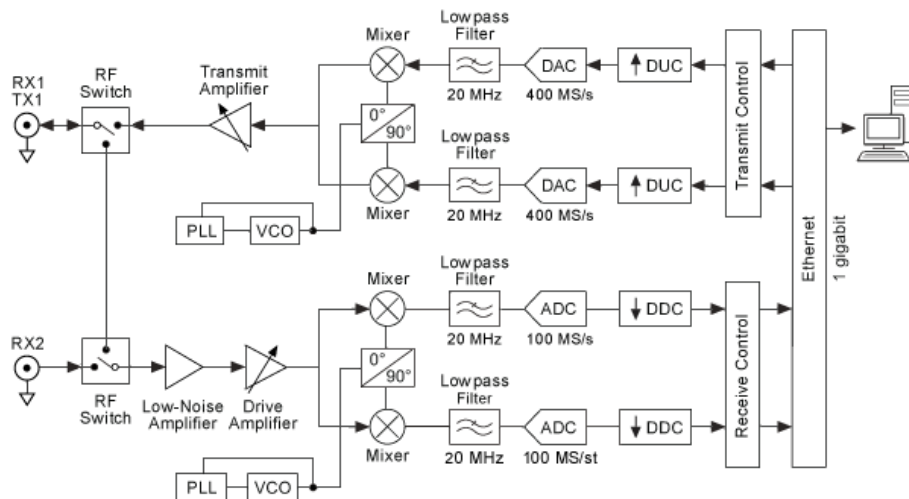 RX1
TX1
RF
Switch
Transmit
Amplifier
Mixer
0°
90°
Mixer
PLL
VCO
Lowpass
Filter
20 MHz
DAC
400 MS/s
↑ DUC
Lowpass
Filter
20 MHz
DAC
400 MS/s
↑ DUC
Transmit Control
Ethernet
1 gigabit
RX2
RF
Switch
Low-Noise
Amplifier
Drive
Amplifier
Mixer
0°
90°
Mixer
PLL
VCO
Lowpass
Filter
20 MHz
ADC
100 MS/s
↓ DDC
Lowpass
Filter
20 MHz
ADC
100 MS/st
↓ DDC
Receive Control